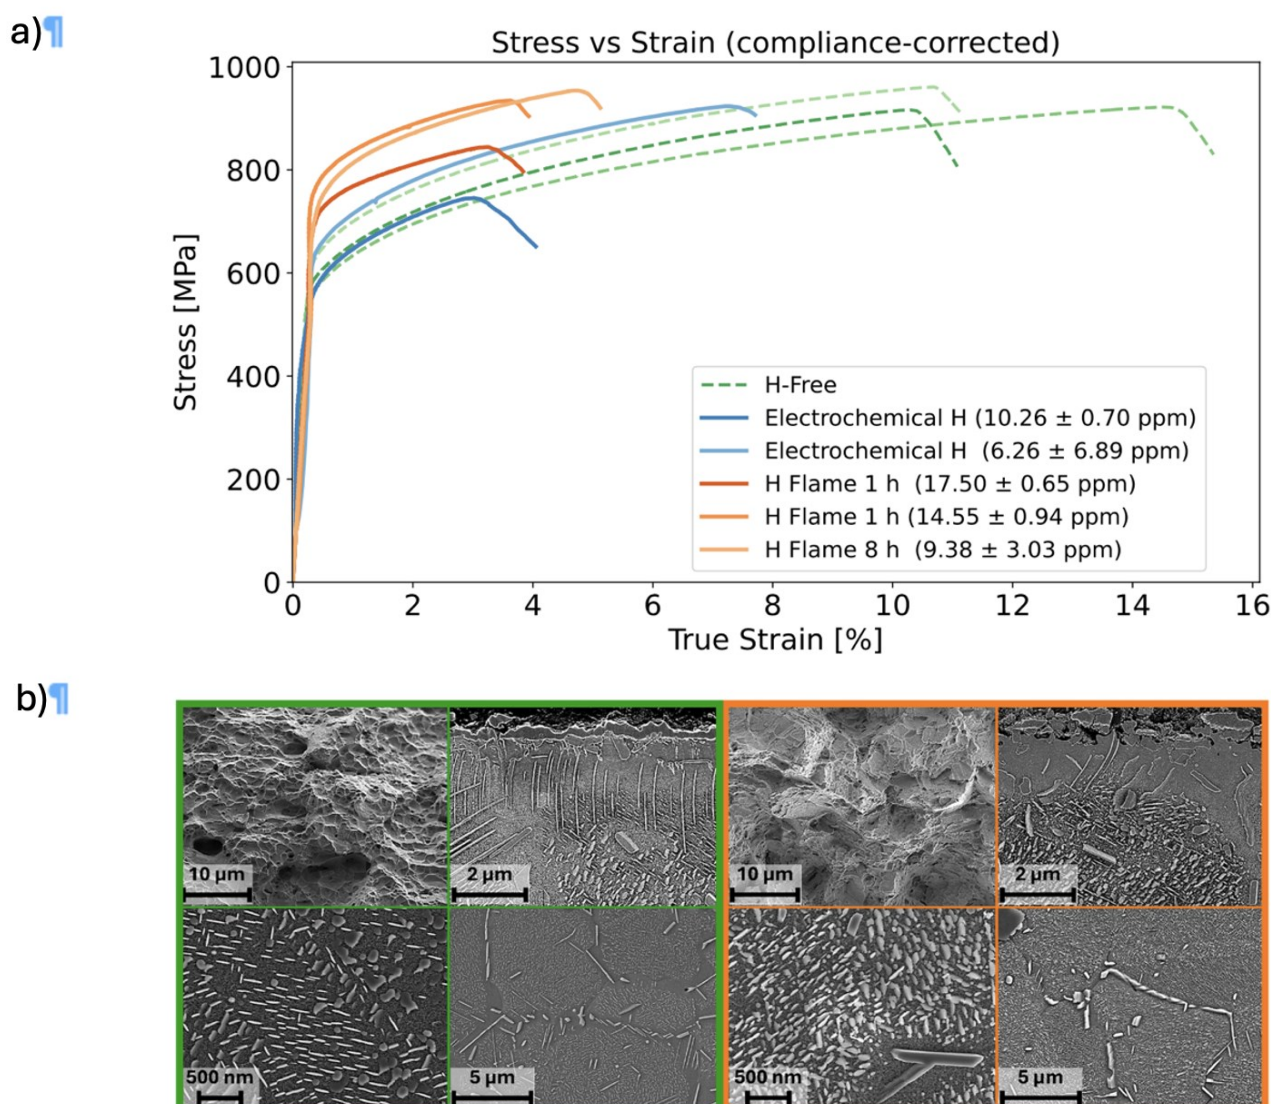 a)¶
Stress vs Strain (compliance-corrected)
1000
800
600
400
200
0
Stress [MPa]
0 2 4 6 8 10 12 14 16
True Strain [%]
H-Free
Electrochemical H (10.26 ± 0.70 ppm)
Electrochemical H (6.26 ± 6.89 ppm)
H Flame 1 h (17.50 ± 0.65 ppm)
H Flame 1 h (14.55 ± 0.94 ppm)
H Flame 8 h (9.38 ± 3.03 ppm)
b)¶
10 µm 2 µm 10 µm 2 µm
500 nm 5 µm 500 nm 5 µm